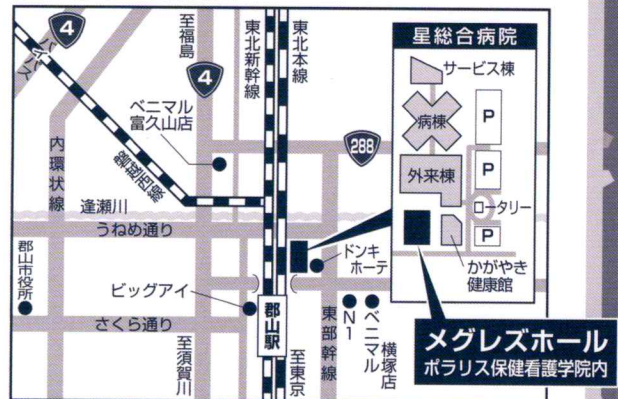 4
バイパス
至福島
4
東北新幹線
東北本線
ベニマル
富久山店
内環状線
磐越西線
288
逢瀬川
うねめ通り
郡山市役所
ビッグアイ
さくら通り
至須賀川
郡山駅
至東京
ドンキ
ホーテ
東部幹線
N1
ベニマル
横塚店
星総合病院
サービス棟
病棟
P
外来棟
P
ロータリー
P
かがやき
健康館
メグレズホール
ポラリス保健看護学院内